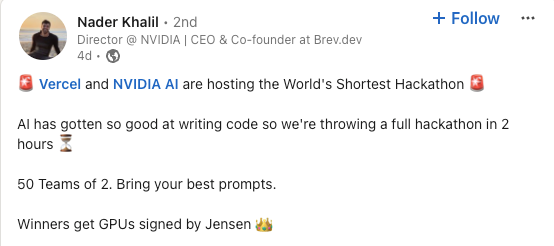 Nader Khalil • 2nd
+ Follow ...
Director @ NVIDIA | CEO & Co-founder at Brev.dev
4d •
🚨 Vercel and NVIDIA AI are hosting the World's Shortest Hackathon 🚨
AI has gotten so good at writing code so we're throwing a full hackathon in 2
hours ⏳
50 Teams of 2. Bring your best prompts.
Winners get GPUs signed by Jensen 👑